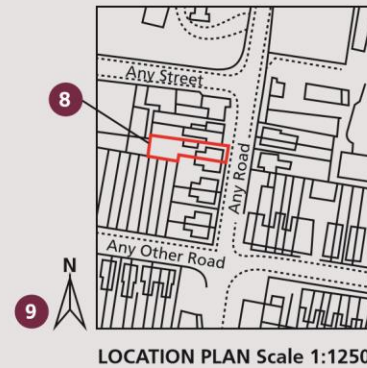 8
Any Street
Any Road
Any Other Road
N
9
LOCATION PLAN Scale 1:1250